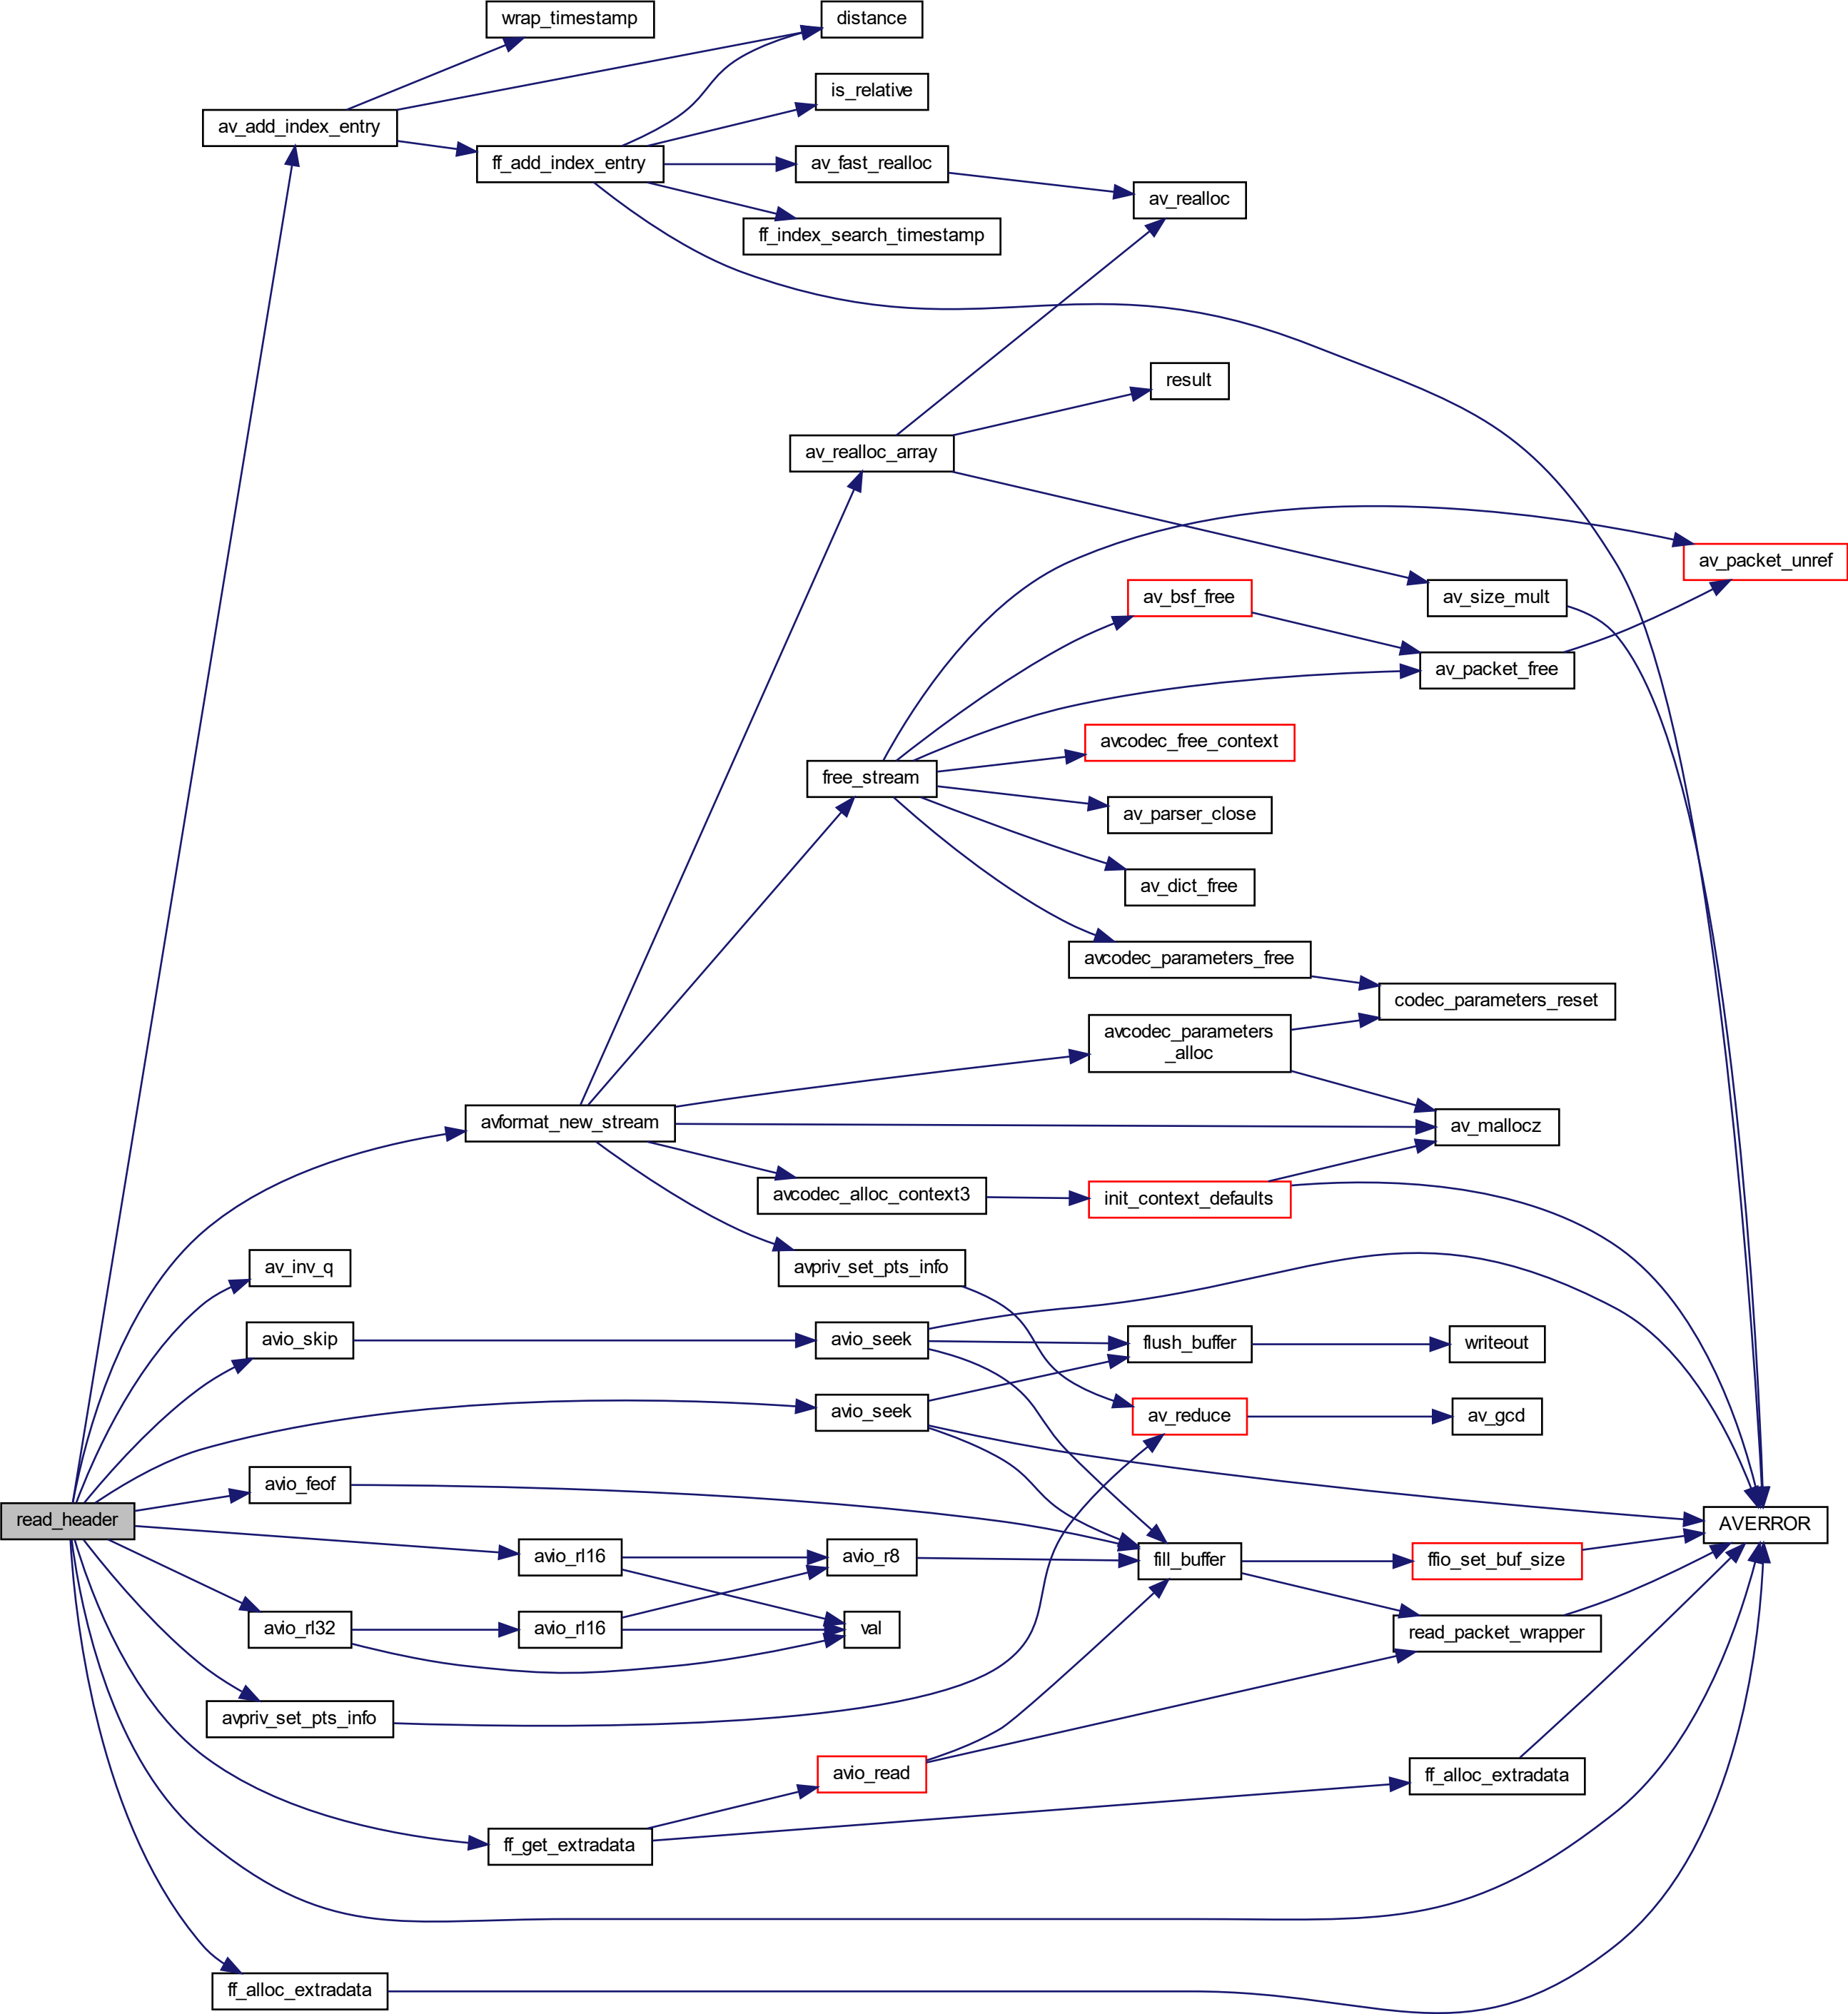 wrap_timestamp
distance
is_relative
av_add_index_entry
ff_add_index_entry
av_fast_realloc
av_realloc
ff_index_search_timestamp
result
av_realloc_array
av_packet_unref
av_bsf_free
av_size_mult
av_packet_free
avcodec_free_context
free_stream
av_parser_close
av_dict_free
avcodec_parameters_free
codec_parameters_reset
avcodec_parameters
_alloc
avformat_new_stream
av_mallocz
avcodec_alloc_context3
init_context_defaults
av_inv_q
avpriv_set_pts_info
avio_skip
avio_seek
flush_buffer
writeout
avio_seek
av_reduce
av_gcd
avio_feof
read_header
AVERROR
avio_rl16
avio_r8
fill_buffer
ffio_set_buf_size
avio_rl32
avio_rl16
val
read_packet_wrapper
avpriv_set_pts_info
avio_read
ff_alloc_extradata
ff_get_extradata
ff_alloc_extradata